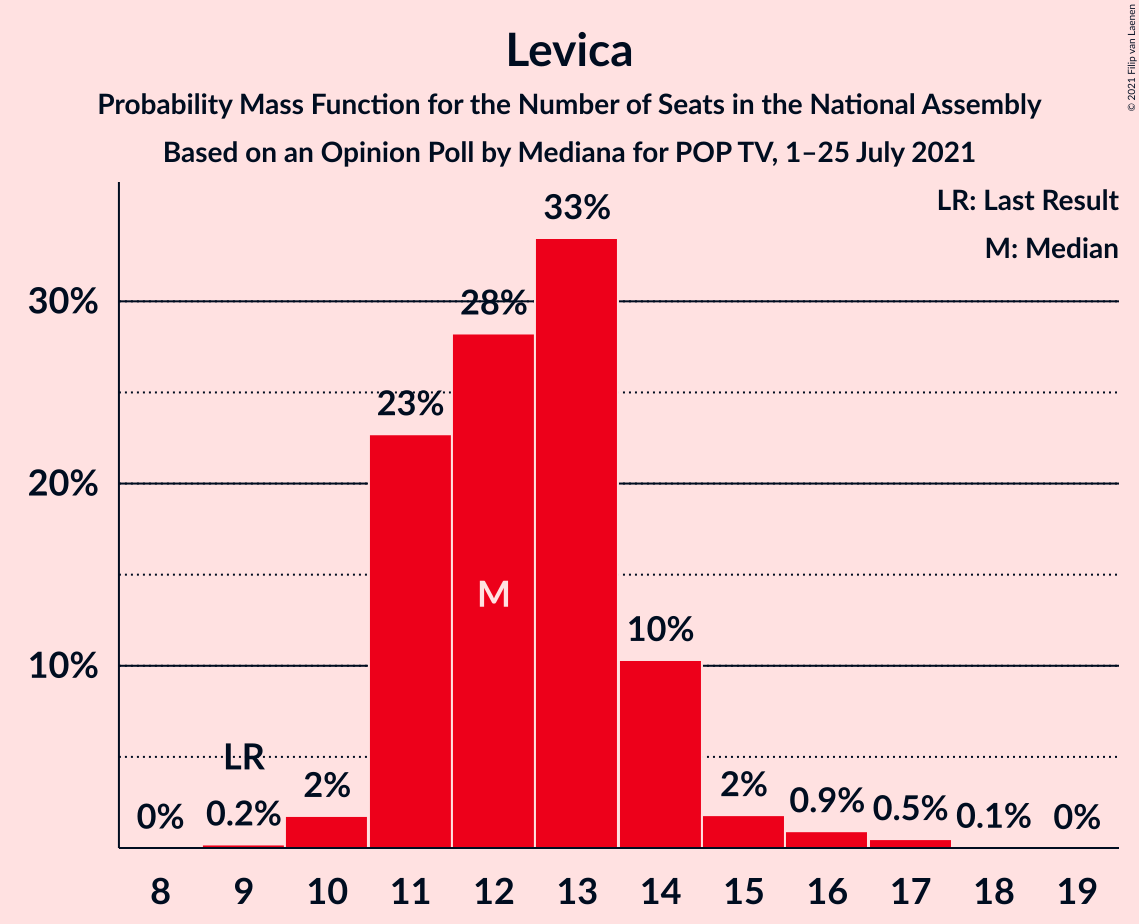 Levica
Probability Mass Function for the Number of Seats in the National Assembly
Based on an Opinion Poll by Mediana for POP TV, 1–25 July 2021
© 2021 Filip van Laenen
LR: Last Result
M: Median
33%
30%
28%
23%
20%
M
10%
10%
LR
0%
0.2%
2%
2%
0.9%
0.5%
0.1%
0%
8 9 10 11 12 13 14 15 16 17 18 19